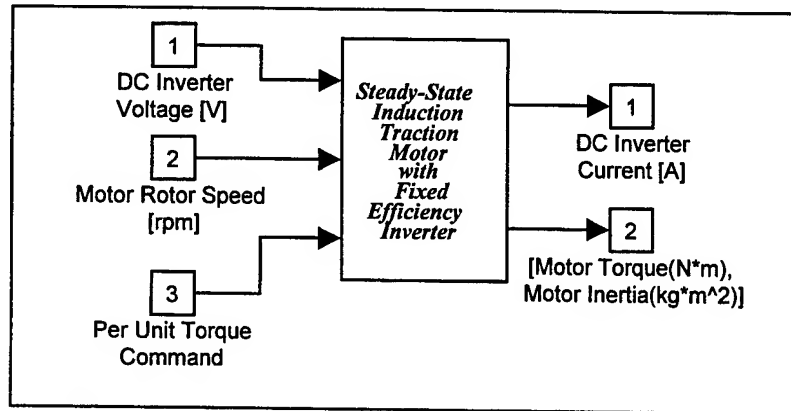 1
DC Inverter
Voltage [V]
2
Motor Rotor Speed
[rpm]
3
Per Unit Torque
Command
Steady-State
Induction
Traction
Motor
with
Fixed
Efficiency
Inverter
1
DC Inverter
Current [A]
2
[Motor Torque(N*m),
Motor Inertia(kg*m^2)]